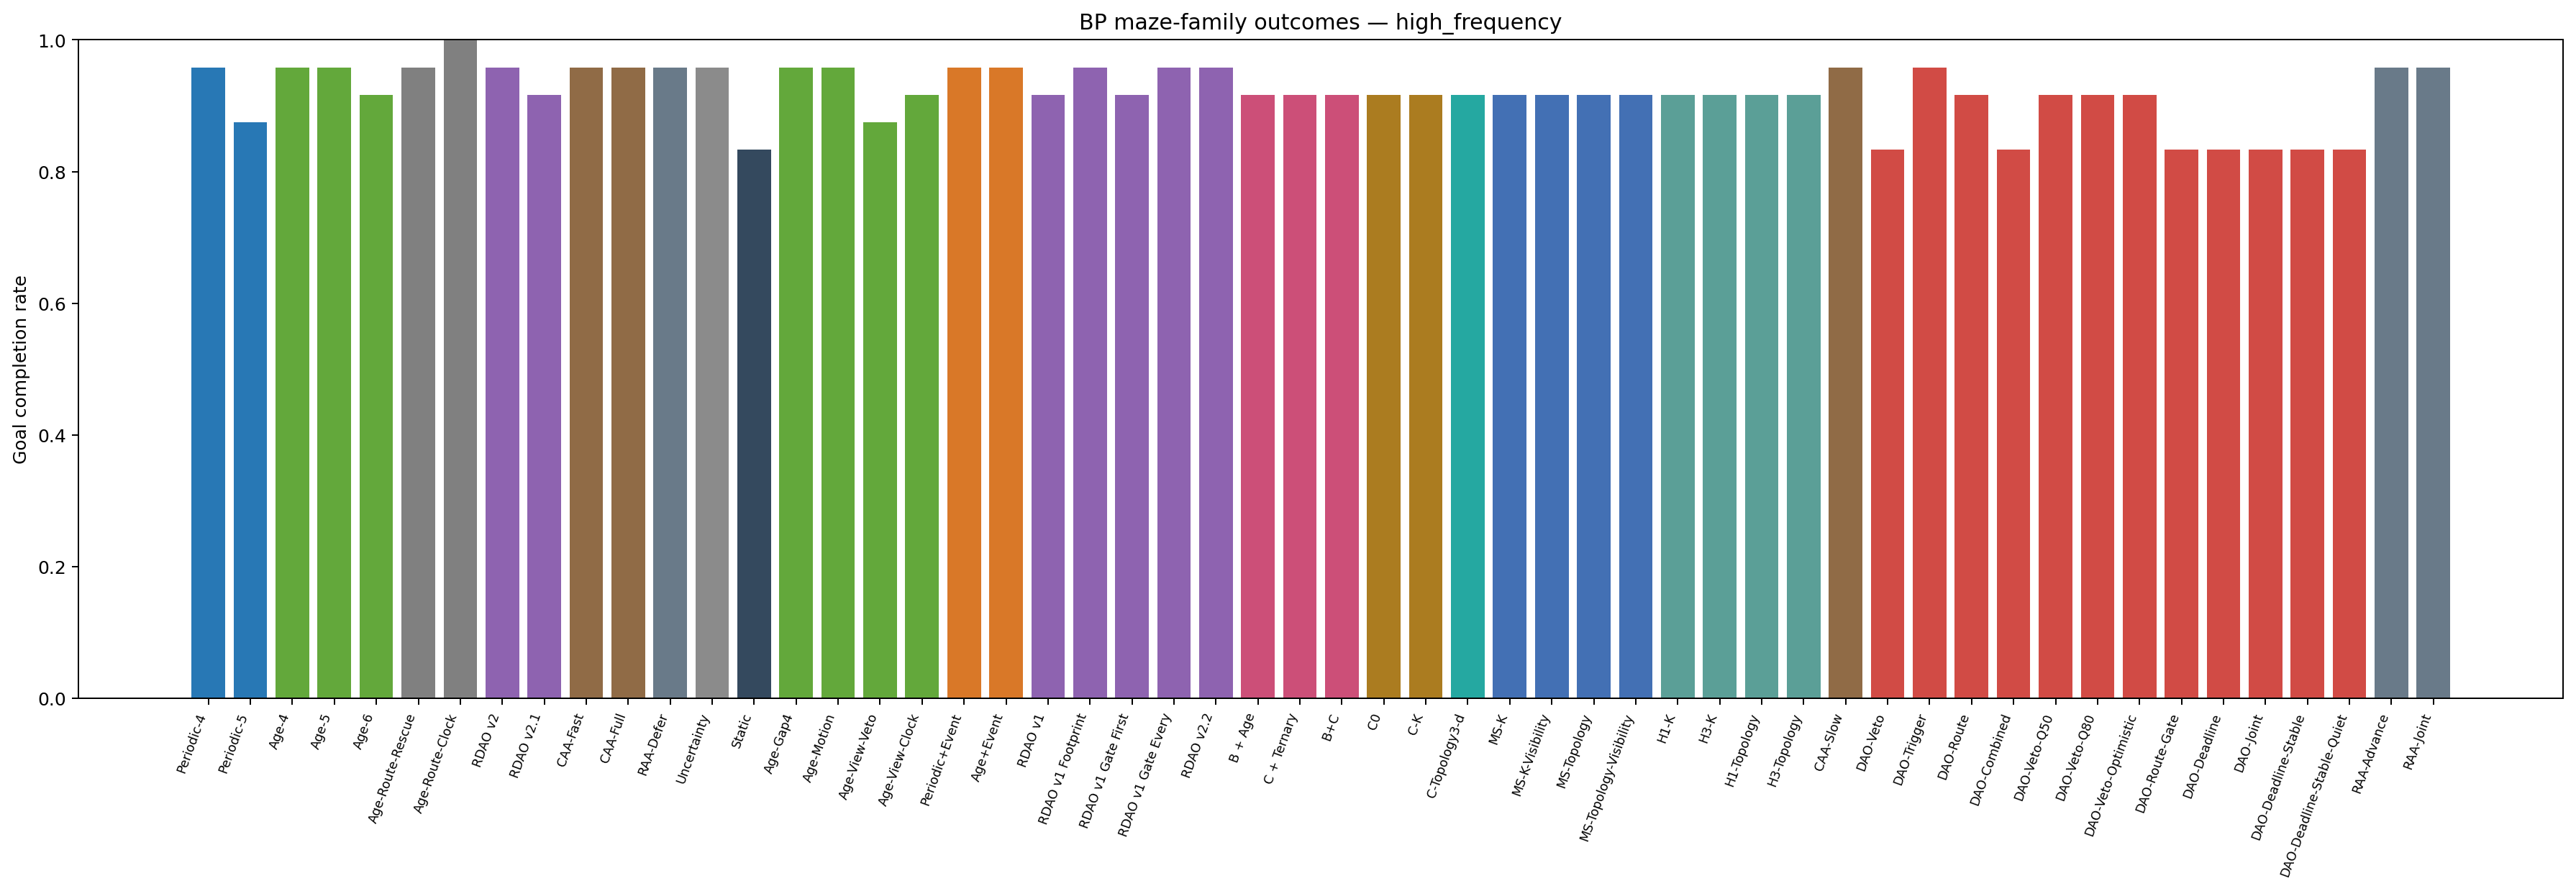 BP maze-family outcomes — high_frequency
Goal completion rate
1.0
0.8
0.6
0.4
0.2
0.0
Periodic-4
Periodic-5
Age-4
Age-5
Age-6
Age-Route-Rescue
Age-Route-Clock
RDAO v2
RDAO v2.1
CAA-Fast
CAA-Full
RAA-Defer
Uncertainty
Static
Age-Gap4
Age-Motion
Age-View-Veto
Age-View-Clock
Periodic+Event
Age+Event
RDAO v1
RDAO v1 Footprint
RDAO v1 Gate First
RDAO v1 Gate Every
RDAO v2.2
B + Age
C + Ternary
B+C
C0
C-K
C-Topology3-d
MS-K
MS-K-Visibility
MS-Topology
MS-Topology-Visibility
H1-K
H3-K
H1-Topology
H3-Topology
CAA-Slow
DAO-Veto
DAO-Trigger
DAO-Route
DAO-Combined
DAO-Veto-Q50
DAO-Veto-Q80
DAO-Veto-Optimistic
DAO-Route-Gate
DAO-Deadline
DAO-Joint
DAO-Deadline-Stable
DAO-Deadline-Stable-Quiet
RAA-Advance
RAA-Joint